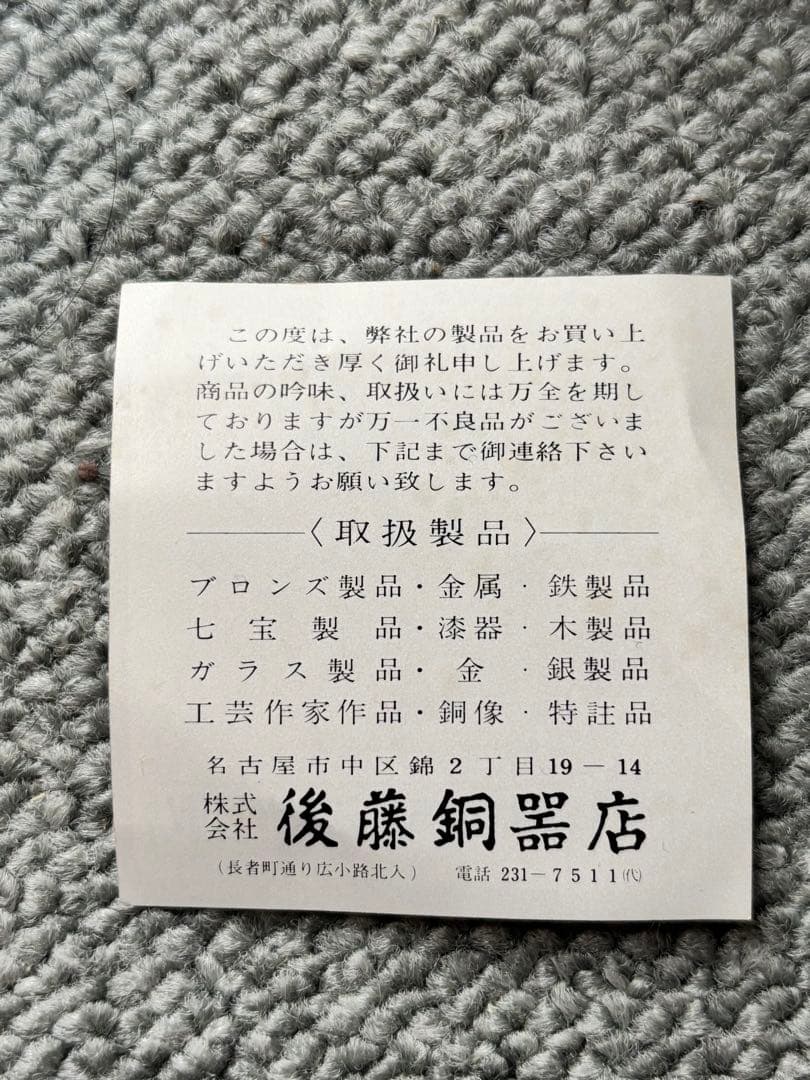 この度は、弊社の製品をお買い上
げいただき厚く御礼申し上げます。
商品の吟味、取扱いには万全を期し
ておりますが万一不良品がございま
した場合は、下記まで御連絡下さい
ますようお願い致します。
〈取扱製品〉
ブロンズ製品・金属・鉄製品
七宝製品・漆器・木製品
ガラス製品・金・銀製品
工芸作家作品・銅像・特註品
名古屋市中区錦2丁目19−14
株式会社 後藤銅器店
(長者町通り広小路北入) 電話 231−7511㈹